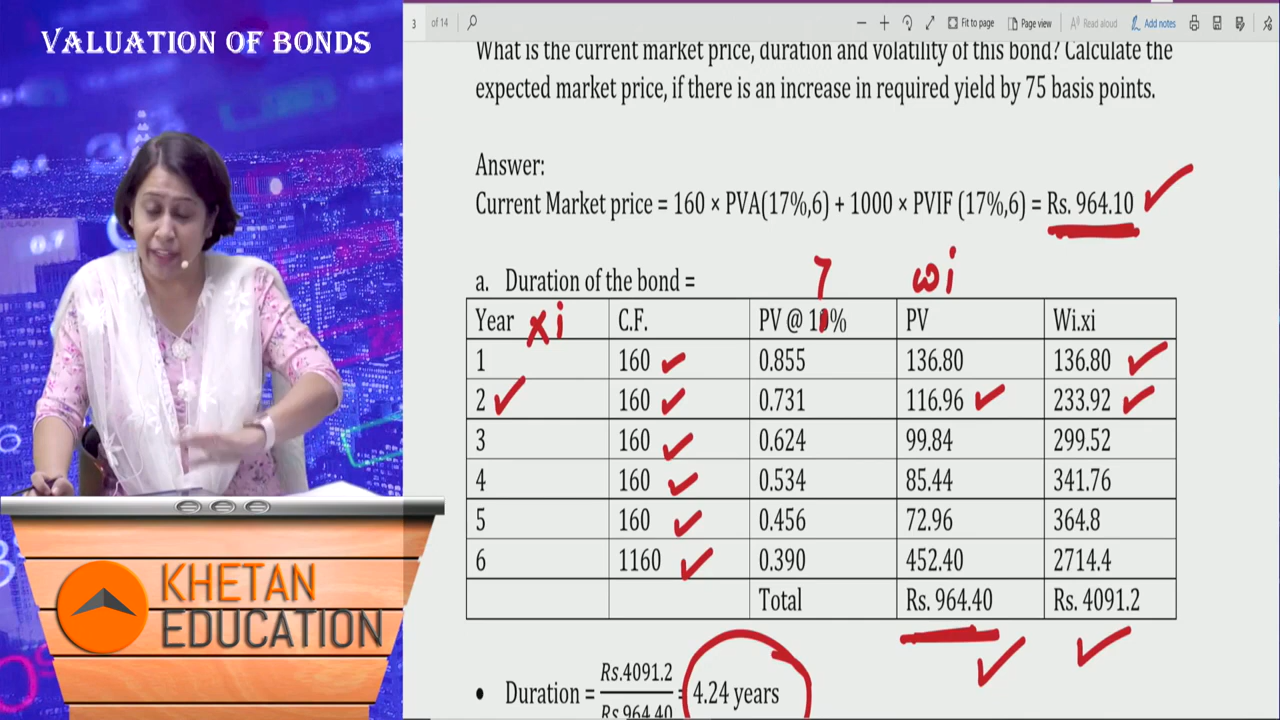 VALUATION OF BONDS
3 of 14
Fit to page
Page view
Read aloud
Add notes
What is the current market price, duration and volatility of this bond? Calculate the
expected market price, if there is an increase in required yield by 75 basis points.
Answer:
Current Market price = 160 × PVA(17%,6) + 1000 × PVIF (17%,6) = Rs. 964.10
7 wi
a. Duration of the bond =
Year xi C.F. PV @ 1 % PV Wi.xi
1 160 0.855 136.80 136.80
2 160 0.731 116.96 233.92
3 160 0.624 99.84 299.52
4 160 0.534 85.44 341.76
5 160 0.456 72.96 364.8
6 1160 0.390 452.40 2714.4
Total Rs. 964.40 Rs. 4091.2
• Duration = Rs.4091.2 / Rs 964.40 = 4.24 years
KHETAN
EDUCATION